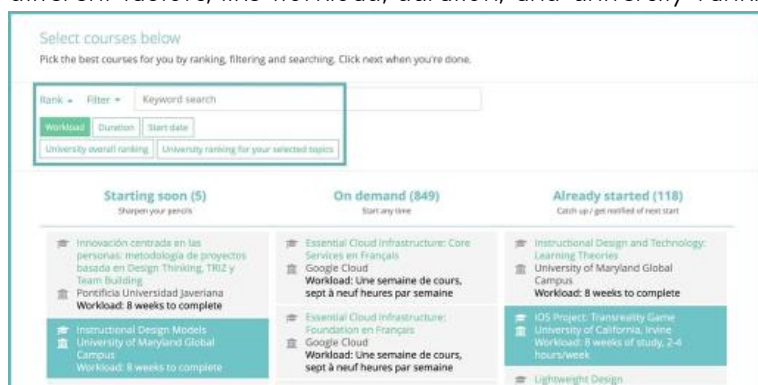 different factors, like workload, duration, and university rank
Select courses below
Pick the best courses for you by ranking, filtering and searching. Click next when you're done.
Rank Filter Keyword search
Workload Duration Start date
University overall ranking University ranking for your selected topics
Starting soon (5)
Sharpen your pencils
Innovación centrada en las
personas: metodología de proyectos
basada en Design Thinking, TRIZ y
Team Building
Pontificia Universidad Javeriana
Workload: 8 weeks to complete
Instructional Design Models
University of Maryland Global
Campus
Workload: 8 weeks to complete
On demand (849)
Start any time
Essential Cloud Infrastructure: Core
Services en Français
Google Cloud
Workload: Une semaine de cours,
sept à neuf heures par semaine
Essential Cloud Infrastructure:
Foundation en Français
Google Cloud
Workload: Une semaine de cours,
sept à neuf heures par semaine
Already started (118)
Catch up / get notified of next start
Instructional Design and Technology:
Learning Theories
University of Maryland Global
Campus
Workload: 8 weeks to complete
IOS Project: Transreality Game
University of California, Irvine
Workload: 8 weeks of study, 2-4
hours/week
Lightweight Design